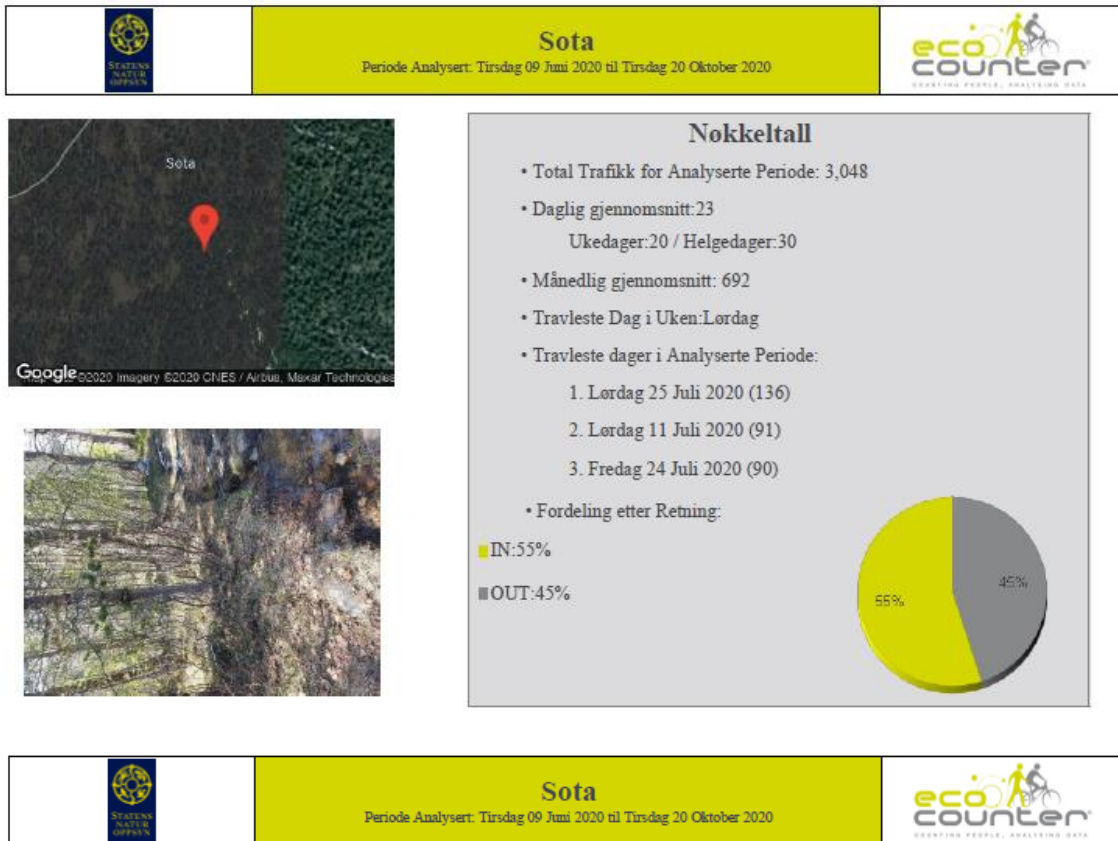 STATENS
NATUR
OPPSYN
Sota
Periode Analysert: Tirsdag 09 Juni 2020 til Tirsdag 20 Oktober 2020
eco
counter
COUNTING PEOPLE, ANALYSING DATA
Sota
Google
©2020 Imagery ©2020 CNES / Airbus, Maxar Technologies
Nøkkeltall
• Total Trafikk for Analyserte Periode: 3,048
• Daglig gjennomsnitt:23
Ukedager:20 / Helgedager:30
• Månedlig gjennomsnitt: 692
• Travleste Dag i Uken:Lørdag
• Travleste dager i Analyserte Periode:
1. Lørdag 25 Juli 2020 (136)
2. Lørdag 11 Juli 2020 (91)
3. Fredag 24 Juli 2020 (90)
• Fordeling etter Retning:
IN:55%
OUT:45%
55%
45%
STATENS
NATUR
OPPSYN
Sota
Periode Analysert: Tirsdag 09 Juni 2020 til Tirsdag 20 Oktober 2020
eco
counter
COUNTING PEOPLE, ANALYSING DATA